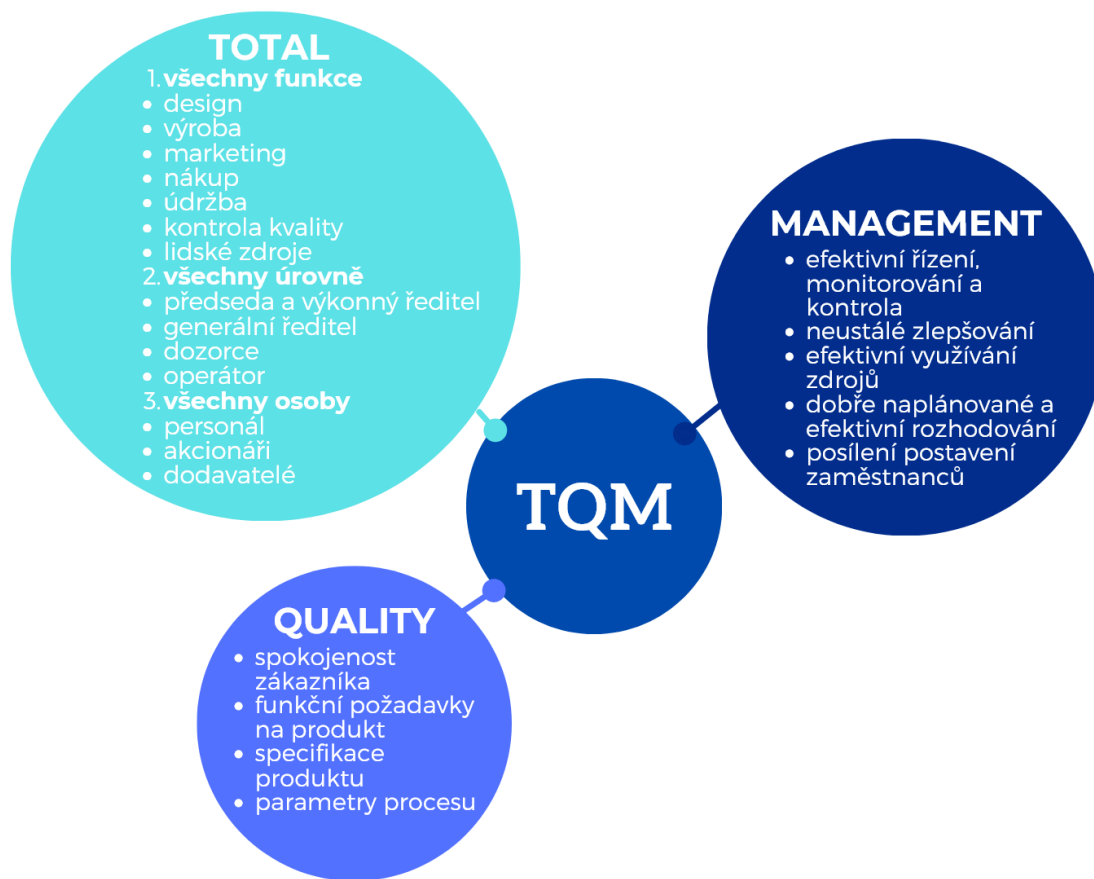 TOTAL
1. všechny funkce
• design
• výroba
• marketing
• nákup
• údržba
• kontrola kvality
• lidské zdroje
2. všechny úrovně
• předseda a výkonný ředitel
• generální ředitel
• dozorce
• operátor
3. všechny osoby
• personál
• akcionáři
• dodavatelé
MANAGEMENT
• efektivní řízení,
monitorování a
kontrola
• neustálé zlepšování
• efektivní využívání
zdrojů
• dobře naplánované a
efektivní rozhodování
• posílení postavení
zaměstnanců
TQM
QUALITY
• spokojenost
zákazníka
• funkční požadavky
na produkt
• specifikace
produktu
• parametry procesu